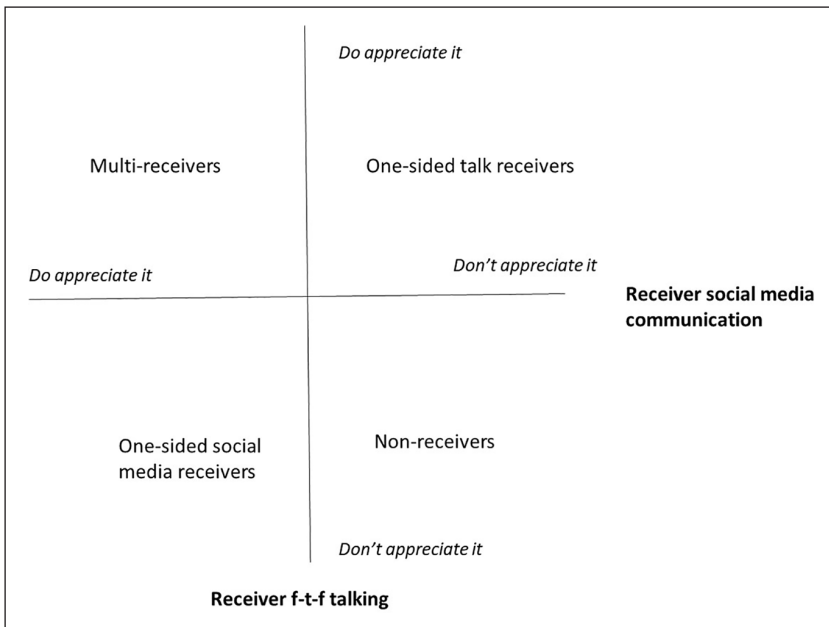 Do appreciate it
Multi-receivers
One-sided talk receivers
Do appreciate it
Don't appreciate it
Receiver social media
communication
One-sided social
media receivers
Non-receivers
Don't appreciate it
Receiver f-t-f talking